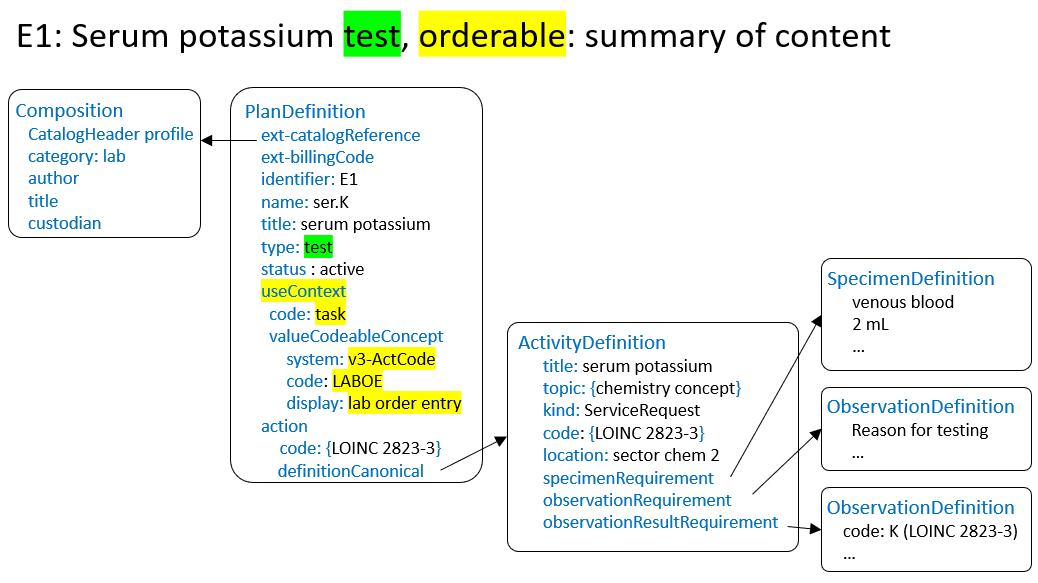 E1: Serum potassium test, orderable: summary of content
Composition
CatalogHeader profile
category: lab
author
title
custodian
PlanDefinition
ext-catalogReference
ext-billingCode
identifier: E1
name: ser.K
title: serum potassium
type: test
status : active
useContext
code: task
valueCodeableConcept
system: v3-ActCode
code: LABOE
display: lab order entry
action
code: {LOINC 2823-3}
definitionCanonical
ActivityDefinition
title: serum potassium
topic: {chemistry concept}
kind: ServiceRequest
code: {LOINC 2823-3}
location: sector chem 2
specimenRequirement
observationRequirement
observationResultRequirement
SpecimenDefinition
venous blood
2 mL
...
ObservationDefinition
Reason for testing
...
ObservationDefinition
code: K (LOINC 2823-3)
...